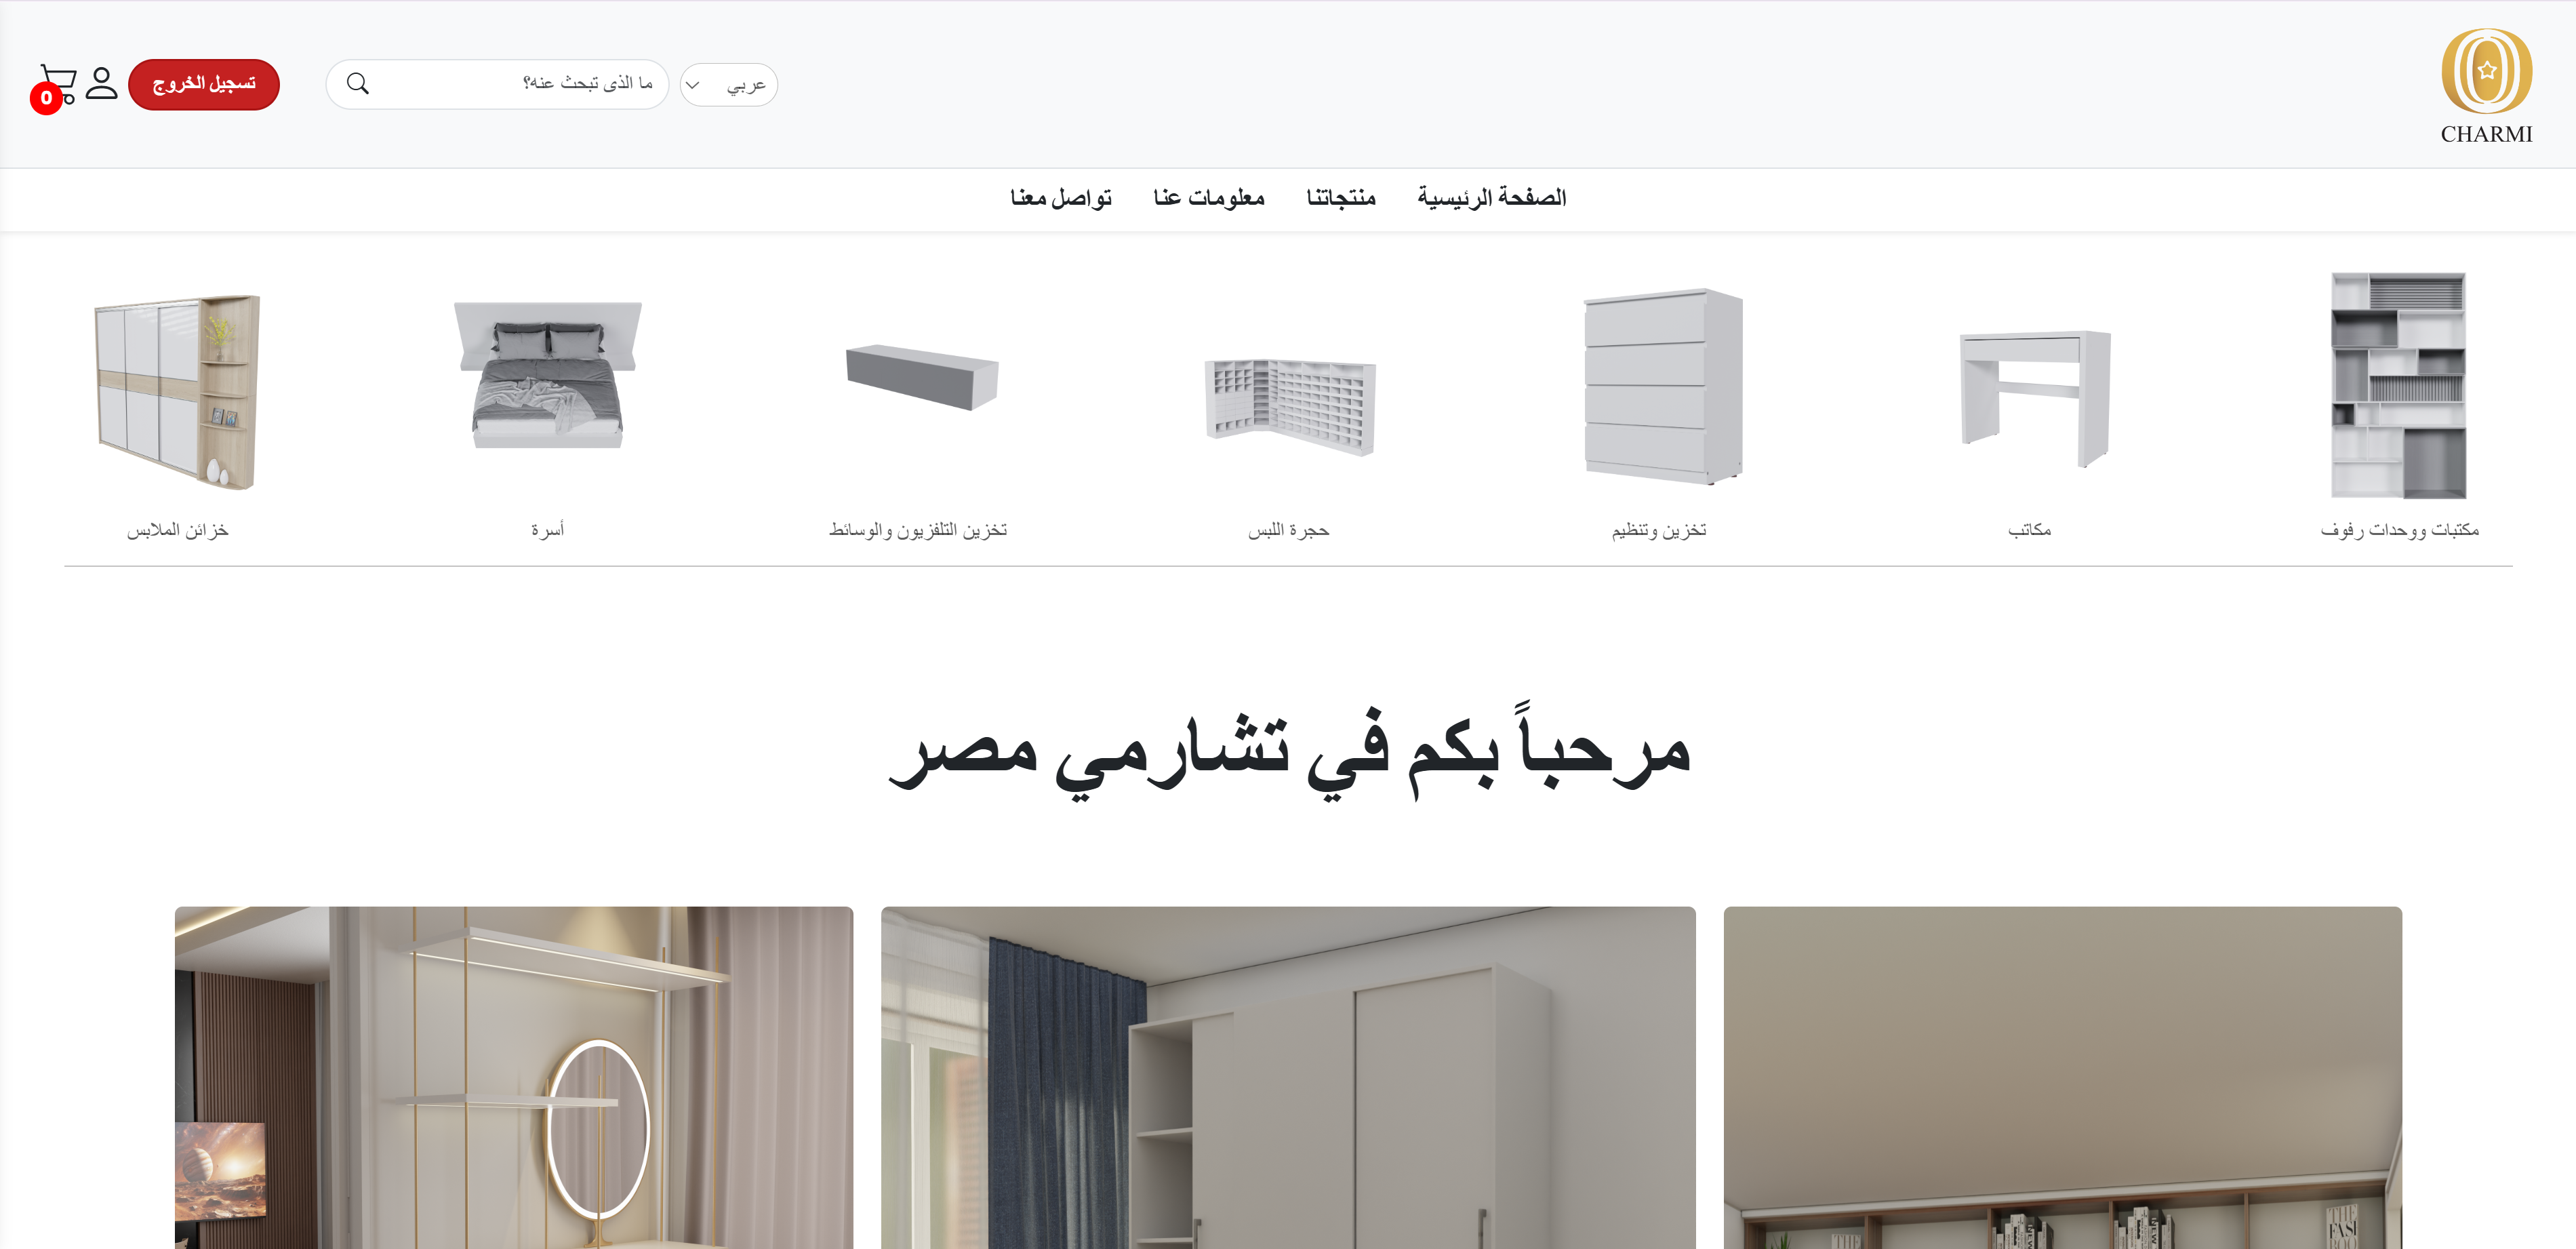 CHARMI
عربي
ما الذى تبحث عنه؟
تسجيل الخروج
0
الصفحة الرئيسية
منتجاتنا
معلومات عنا
تواصل معنا
مكتبات ووحدات رفوف
مكاتب
تخزين وتنظيم
حجرة اللبس
تخزين التلفزيون والوسائط
أسرة
خزائن الملابس
مرحباً بكم في تشارمي مصر